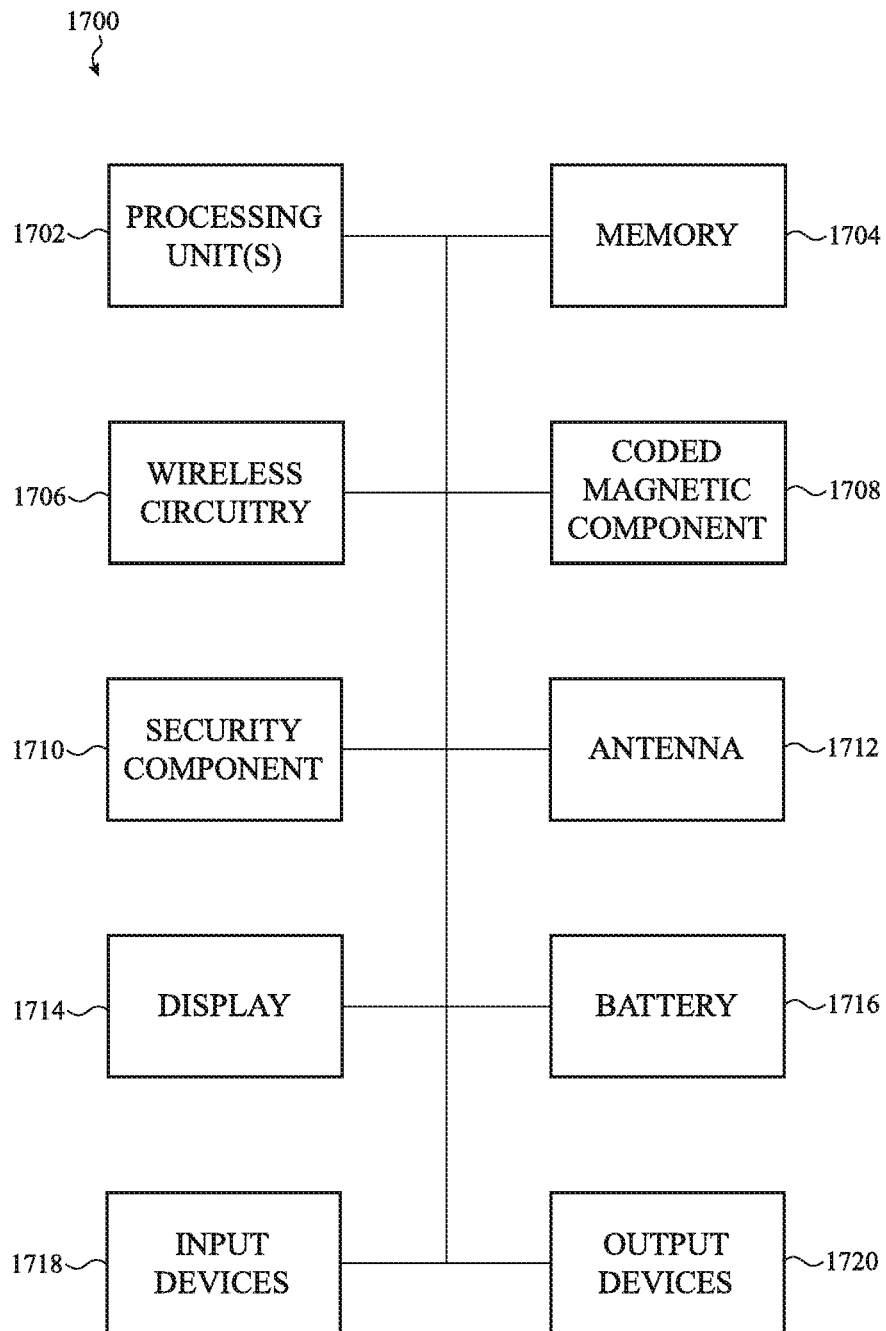 1700
PROCESSING
UNIT(S)
1702
MEMORY
1704
WIRELESS
CIRCUITRY
1706
CODED
MAGNETIC
COMPONENT
1708
SECURITY
COMPONENT
1710
ANTENNA
1712
DISPLAY
1714
BATTERY
1716
INPUT
DEVICES
1718
OUTPUT
DEVICES
1720